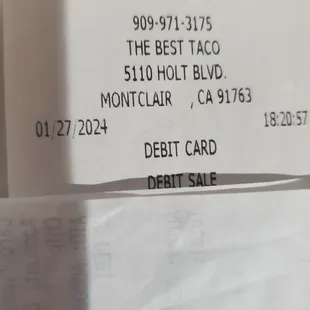 909-971-3175
THE BEST TACO
5110 HOLT BLVD.
MONTCLAIR , CA 91763
01/27/2024 18:20:57
DEBIT CARD
DEBIT SALE